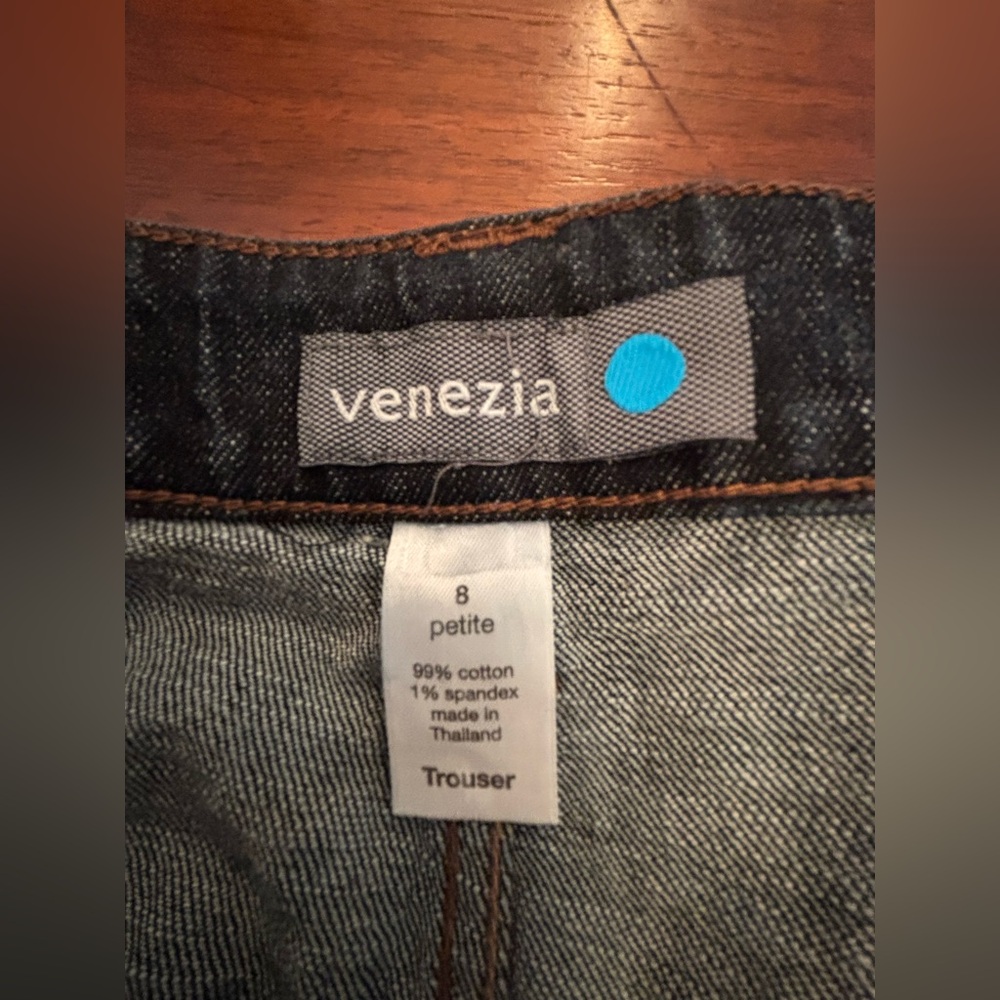 venezia
8
petite
99% cotton
1% spandex
made in
Thailand
Trouser